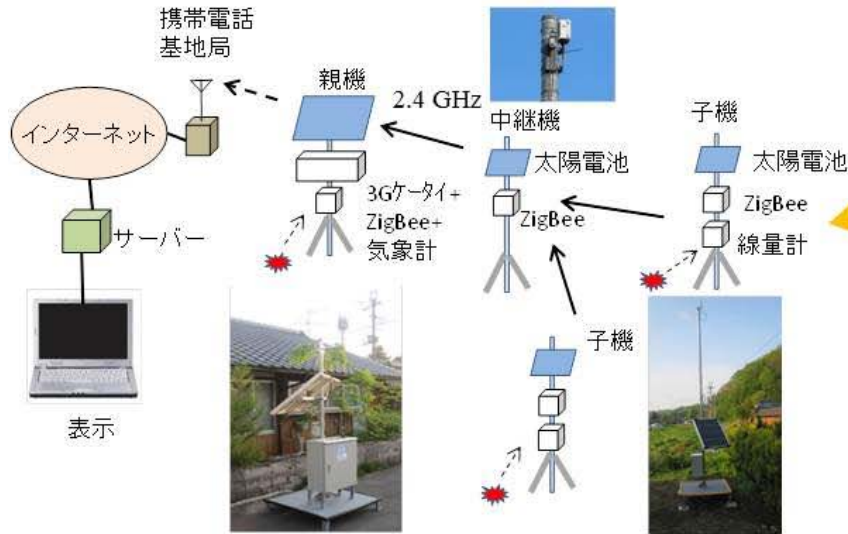 携帯電話
基地局
親機
2.4 GHz
中継機
子機
インターネット
太陽電池
太陽電池
3Gケータイ+
ZigBee+
気象計
ZigBee
ZigBee
線量計
サーバー
子機
表示